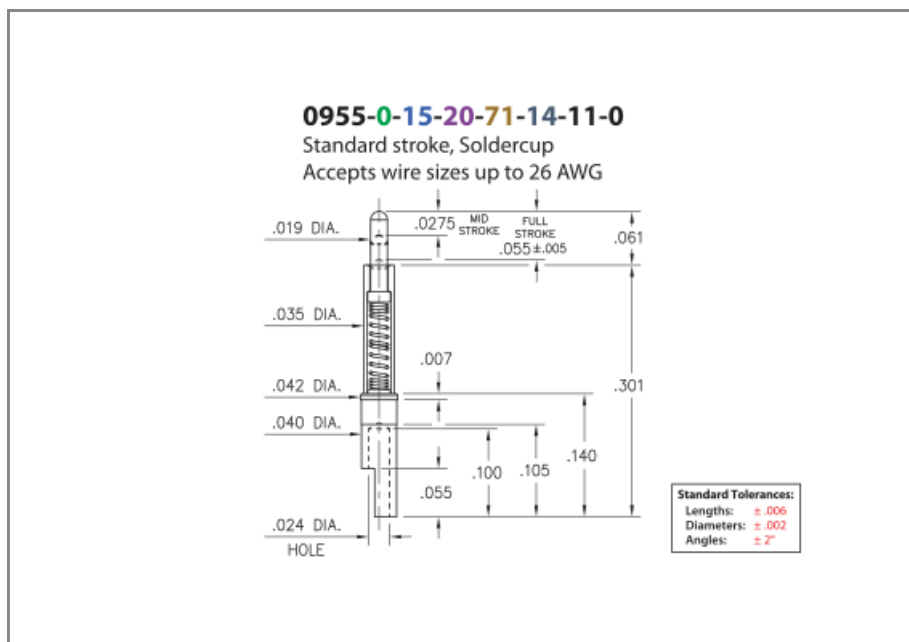 0955-0-15-20-71-14-11-0
Standard stroke, Soldercup
Accepts wire sizes up to 26 AWG
.019 DIA.
.0275
MID
STROKE
FULL
STROKE
.055±.005
.061
.035 DIA.
.007
.042 DIA.
.301
.040 DIA.
.100
.105
.140
.055
.024 DIA.
HOLE
Standard Tolerances:
Lengths: ± .006
Diameters: ± .002
Angles: ± 2°